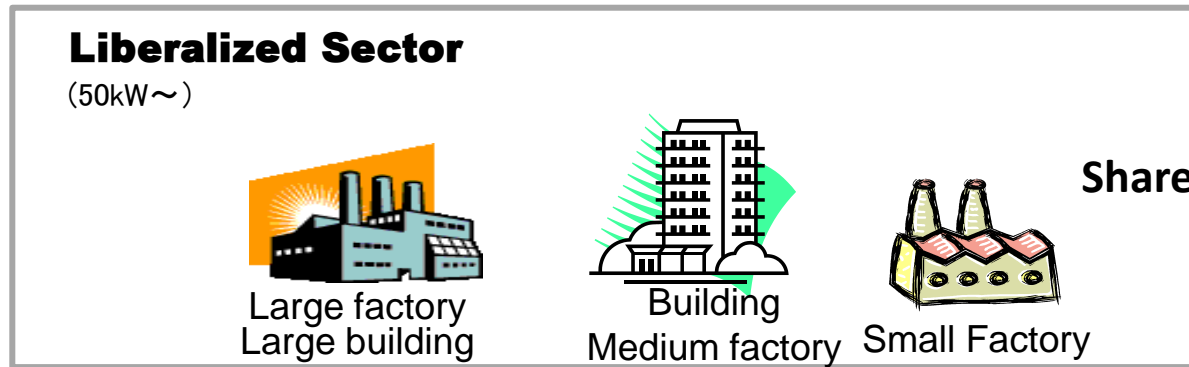 Liberalized Sector
(50kW～)
Share
Large factory
Large building
Building
Medium factory
Small Factory